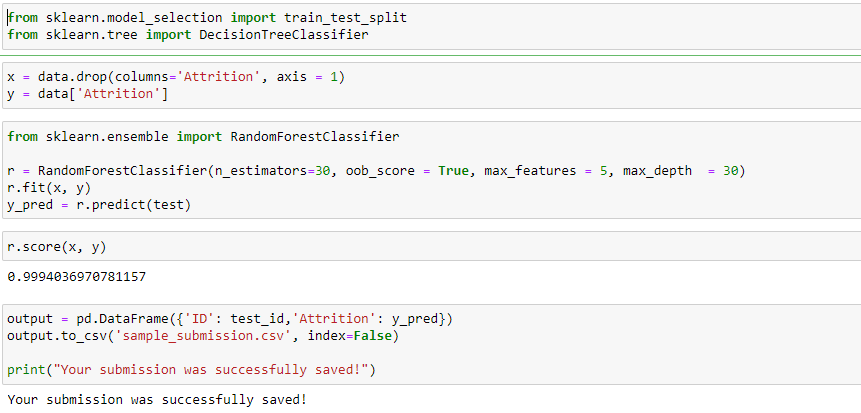 from sklearn.model_selection import train_test_split
from sklearn.tree import DecisionTreeClassifier
x = data.drop(columns='Attrition', axis = 1)
y = data['Attrition']
from sklearn.ensemble import RandomForestClassifier
r = RandomForestClassifier(n_estimators=30, oob_score = True, max_features = 5, max_depth  = 30)
r.fit(x, y)
y_pred = r.predict(test)
r.score(x, y)
0.9994036970781157
output = pd.DataFrame({'ID': test_id,'Attrition': y_pred})
output.to_csv('sample_submission.csv', index=False)
print("Your submission was successfully saved!")
Your submission was successfully saved!